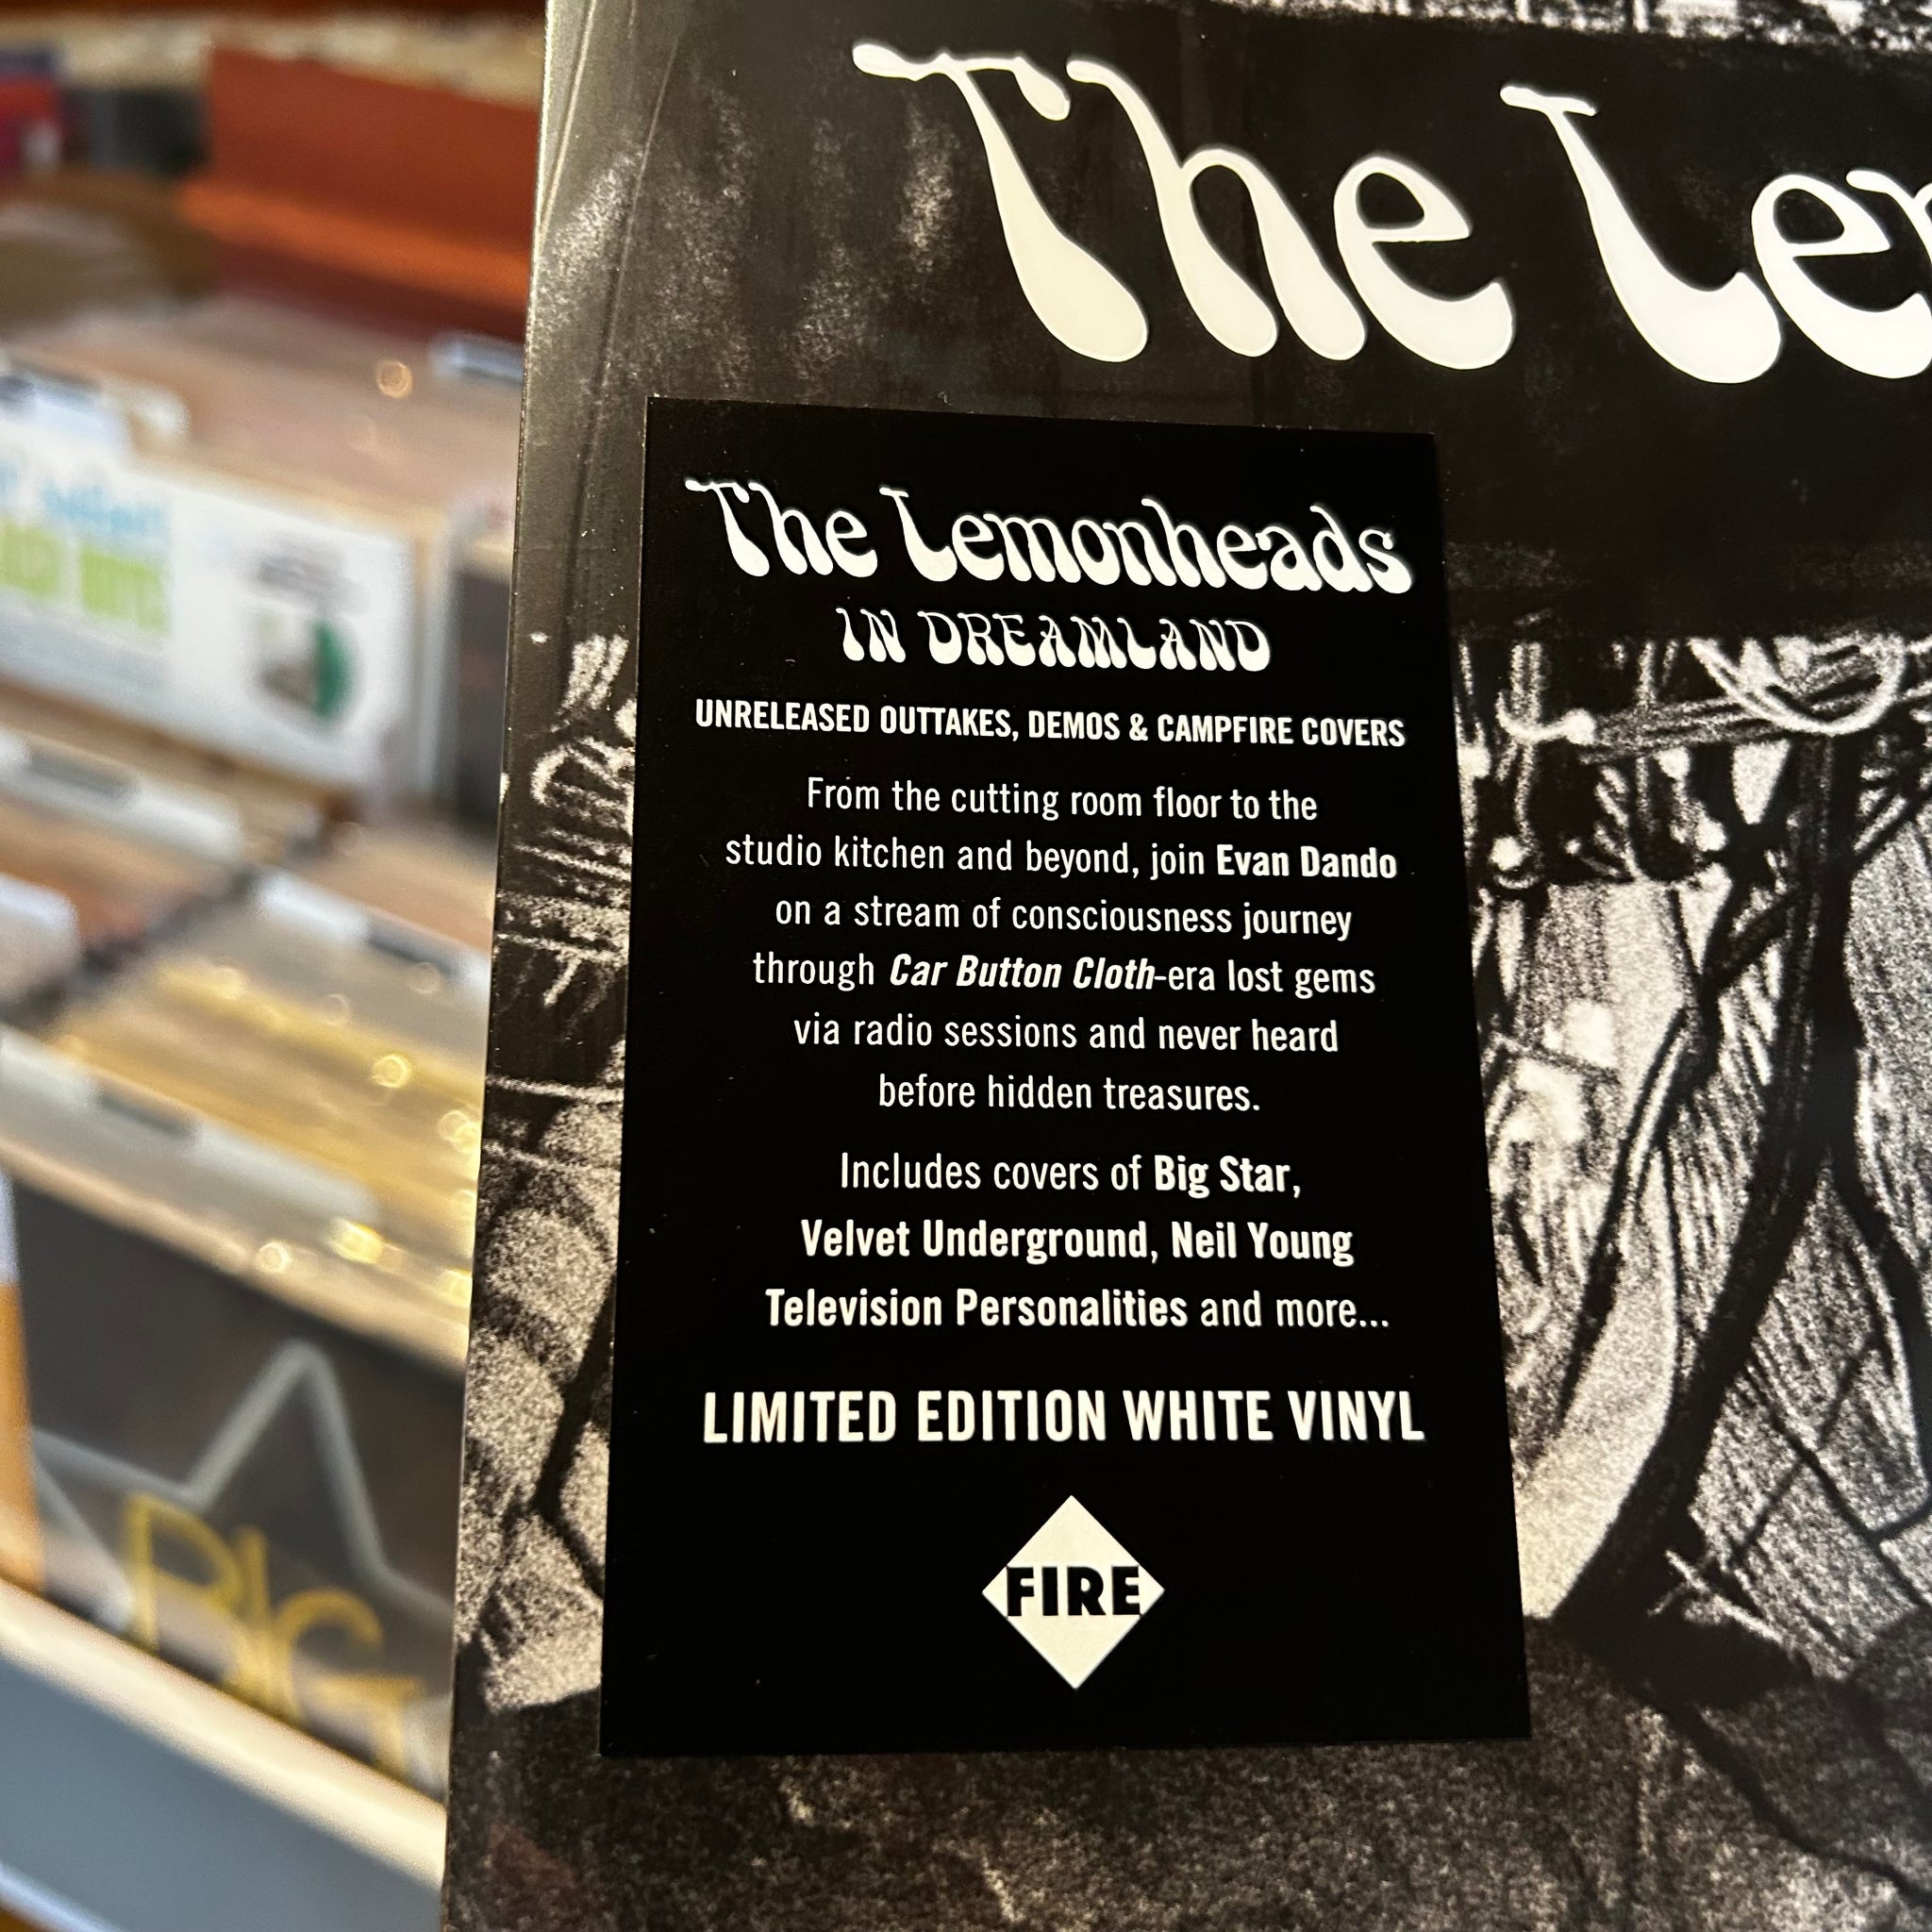 The Le
The Lemonheads
IN DREAMLAND
UNRELEASED OUTTAKES, DEMOS & CAMPFIRE COVERS
From the cutting room floor to the
studio kitchen and beyond, join Evan Dando
on a stream of consciousness journey
through Car Button Cloth-era lost gems
via radio sessions and never heard
before hidden treasures.
Includes covers of Big Star,
Velvet Underground, Neil Young
Television Personalities and more...
LIMITED EDITION WHITE VINYL
FIRE
BIG